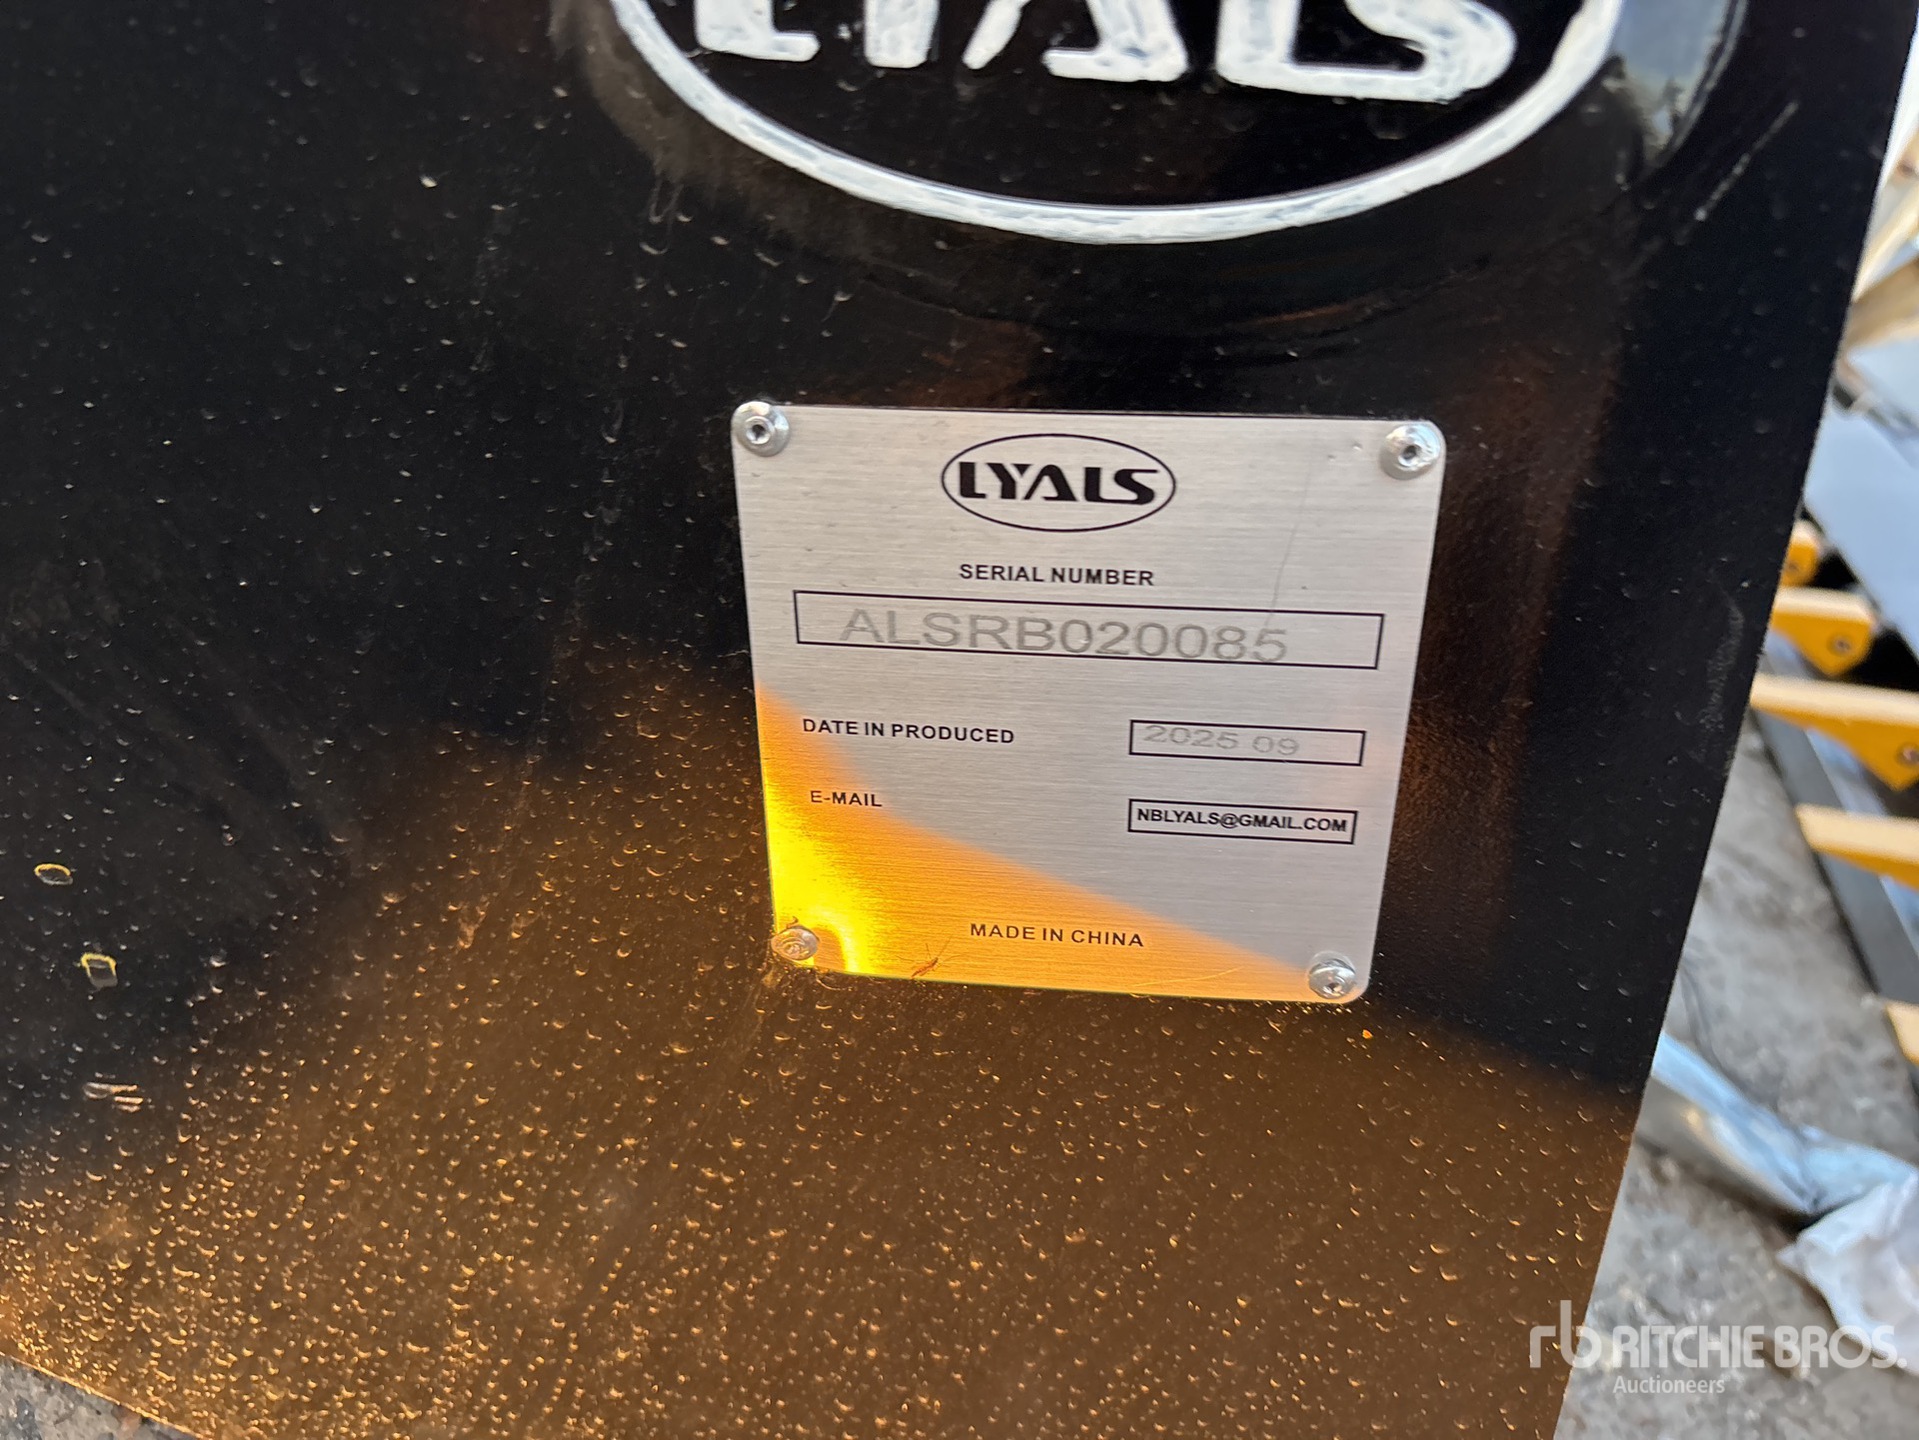 LYALS
LYALS
SERIAL NUMBER
ALSRB020085
DATE IN PRODUCED 2025 09
E-MAIL NBLYALS@GMAIL.COM
MADE IN CHINA
rb RITCHIE BROS.
Auctioneers